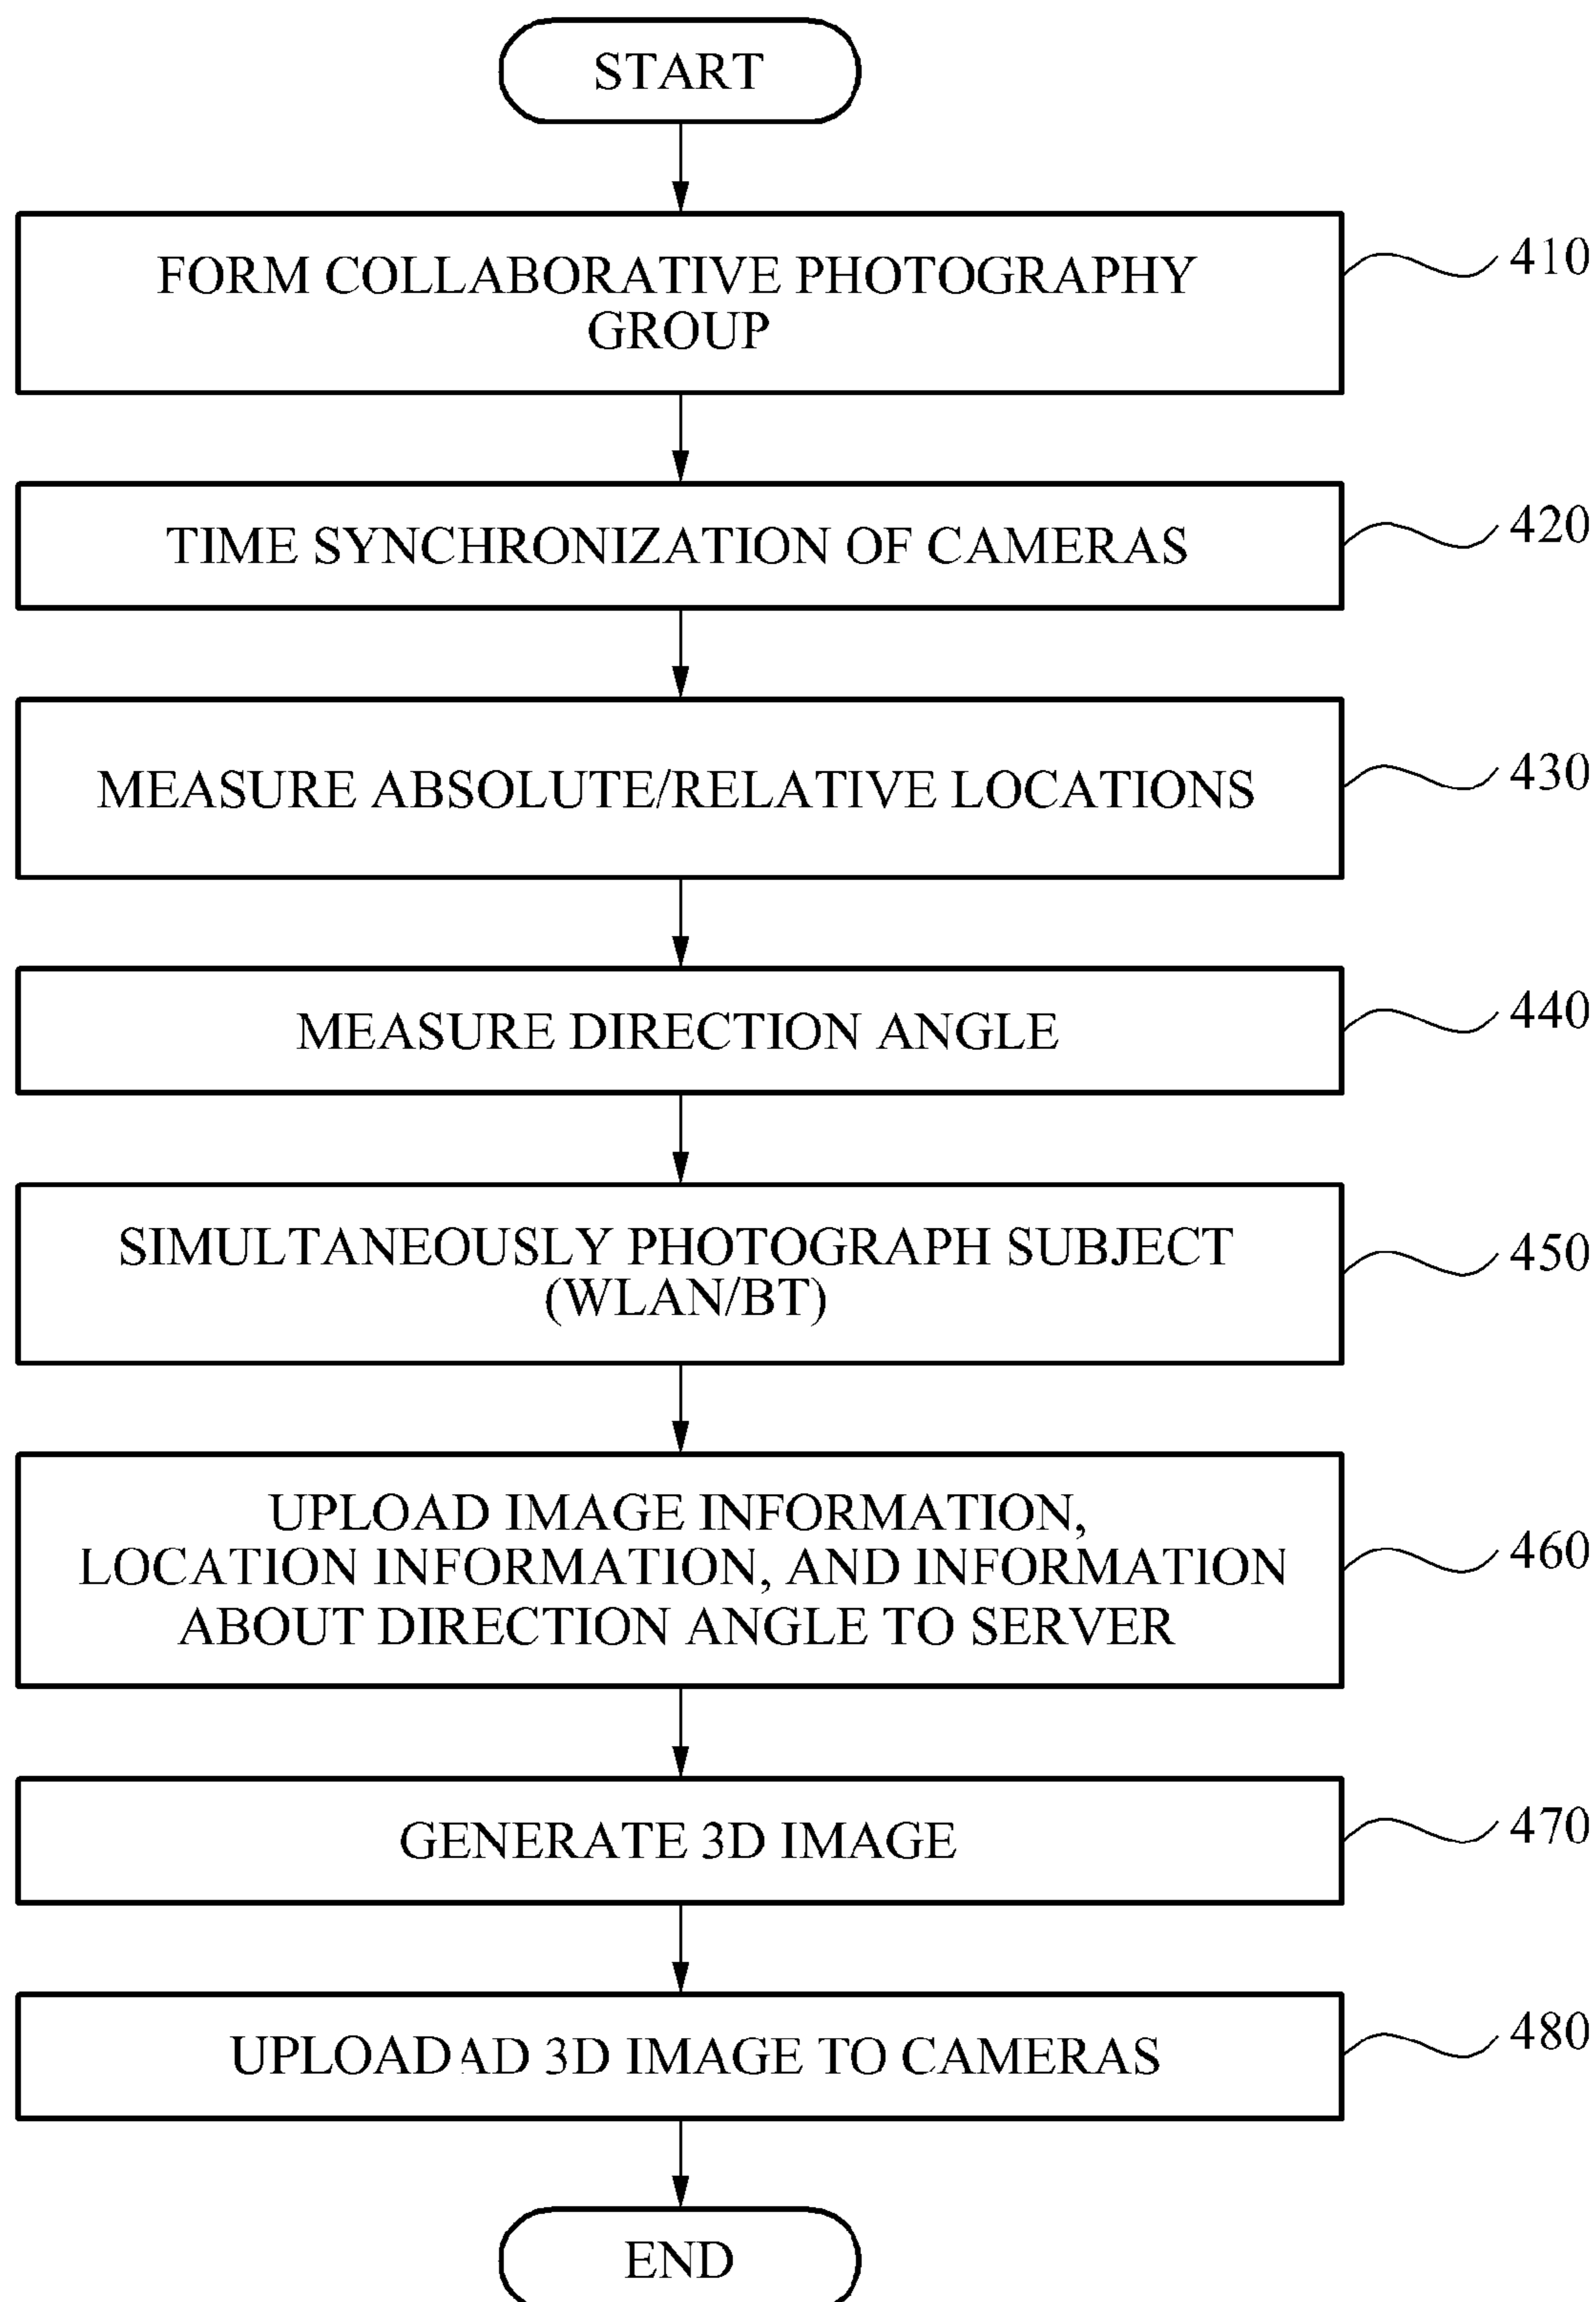 START
FORM COLLABORATIVE PHOTOGRAPHY
GROUP
410
TIME SYNCHRONIZATION OF CAMERAS
420
MEASURE ABSOLUTE/RELATIVE LOCATIONS
430
MEASURE DIRECTION ANGLE
440
SIMULTANEOUSLY PHOTOGRAPH SUBJECT
(WLAN/BT)
450
UPLOAD IMAGE INFORMATION,
LOCATION INFORMATION, AND INFORMATION
ABOUT DIRECTION ANGLE TO SERVER
460
GENERATE 3D IMAGE
470
UPLOADAD 3D IMAGE TO CAMERAS
480
END